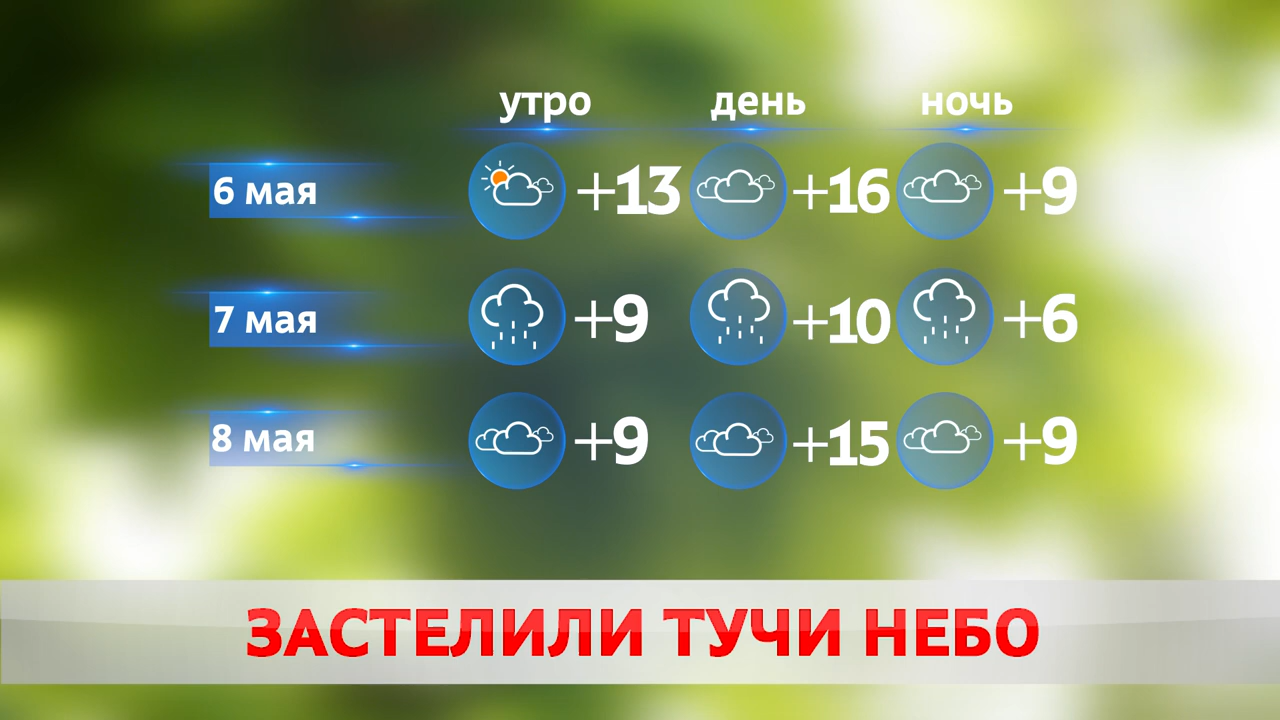 утро день ночь
6 мая +13 +16 +9
7 мая +9 +10 +6
8 мая +9 +15 +9
ЗАСТЕЛИЛИ ТУЧИ НЕБО